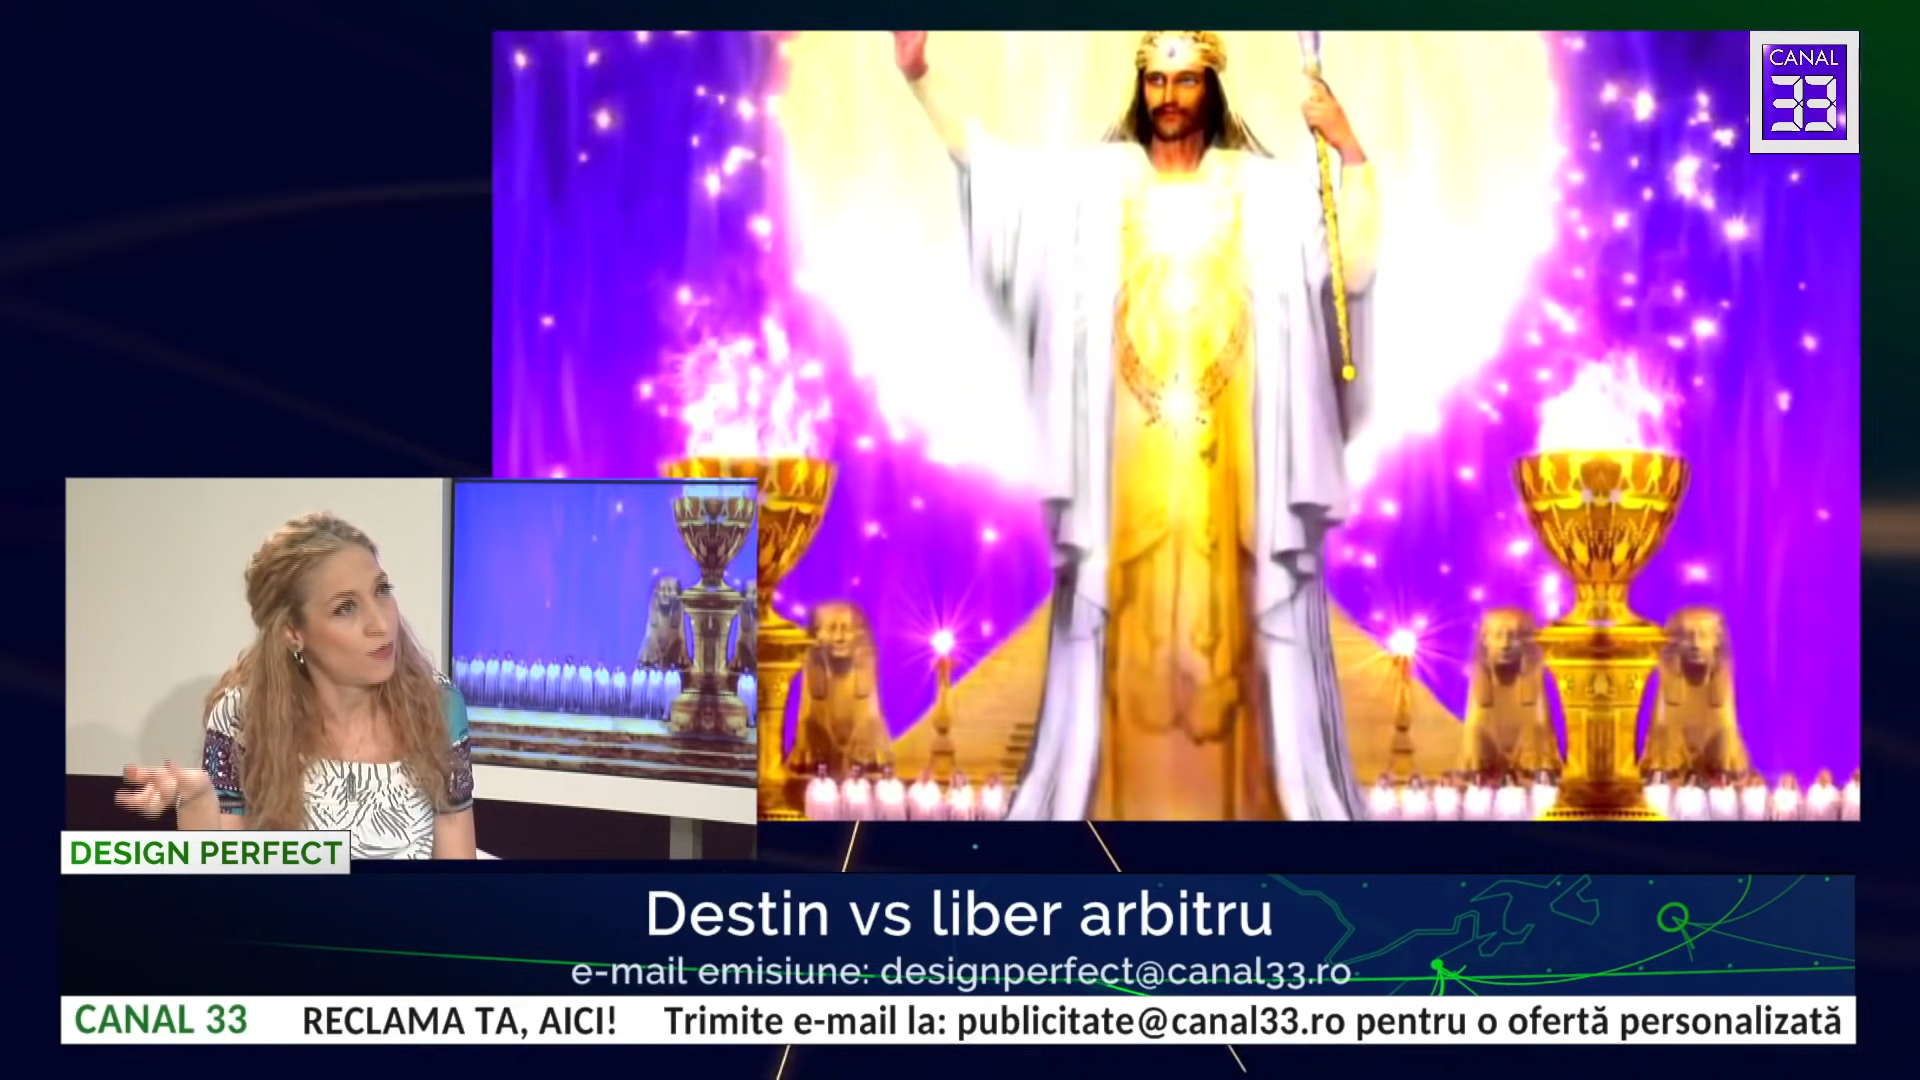 CANAL
33
DESIGN PERFECT
Destin vs liber arbitru
e-mail emisiune: designperfect@canal33.ro
CANAL 33 RECLAMA TA, AICI! Trimite e-mail la: publicitate@canal33.ro pentru o ofertă personalizată